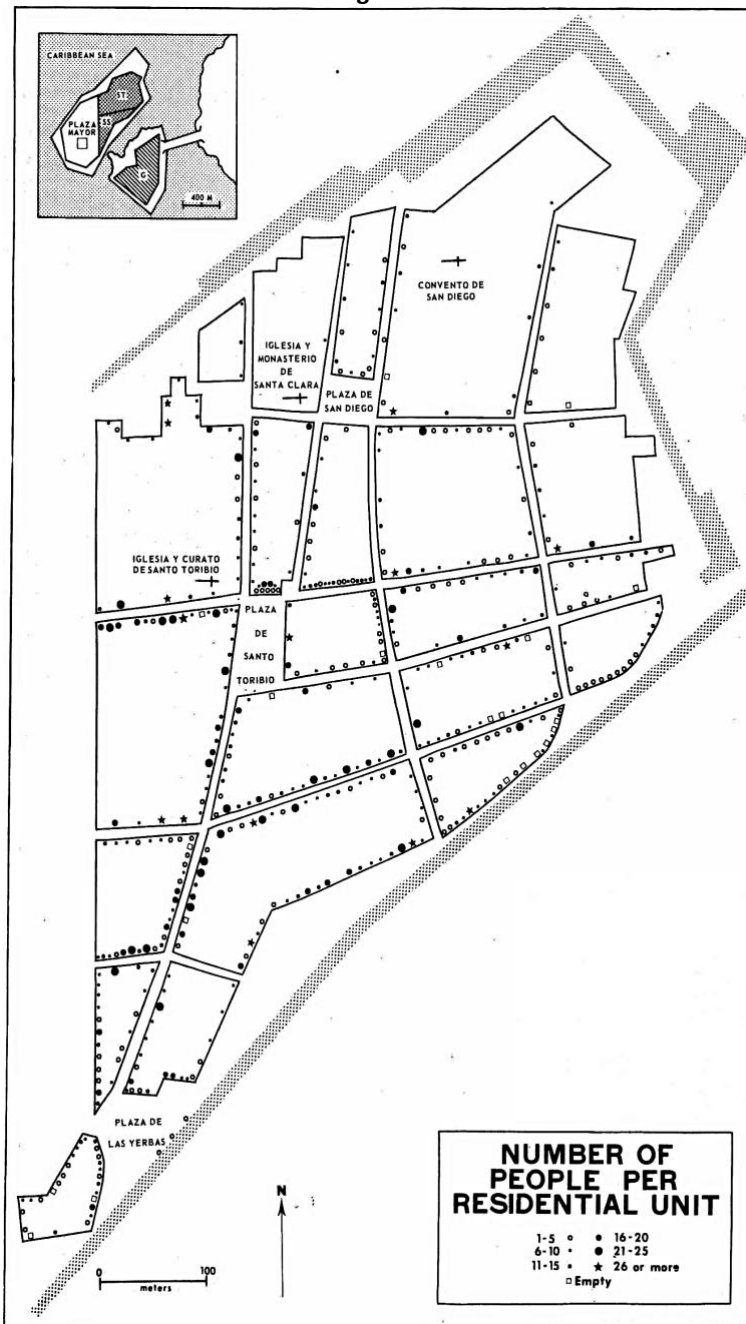 CARIBBEAN SEA
ST
PLAZA
MAYOR
SS
G
400 M
CONVENTO DE
SAN DIEGO
IGLESIA Y
MONASTERIO
DE
SANTA CLARA
PLAZA DE
SAN DIEGO
IGLESIA Y CURATO
DE SANTO TORIBIO
PLAZA
DE
SANTO
TORIBIO
PLAZA DE
LAS YERBAS
N
0 100
meters
NUMBER OF
PEOPLE PER
RESIDENTIAL UNIT
1-5 16-20
6-10 21-25
11-15 26 or more
Empty